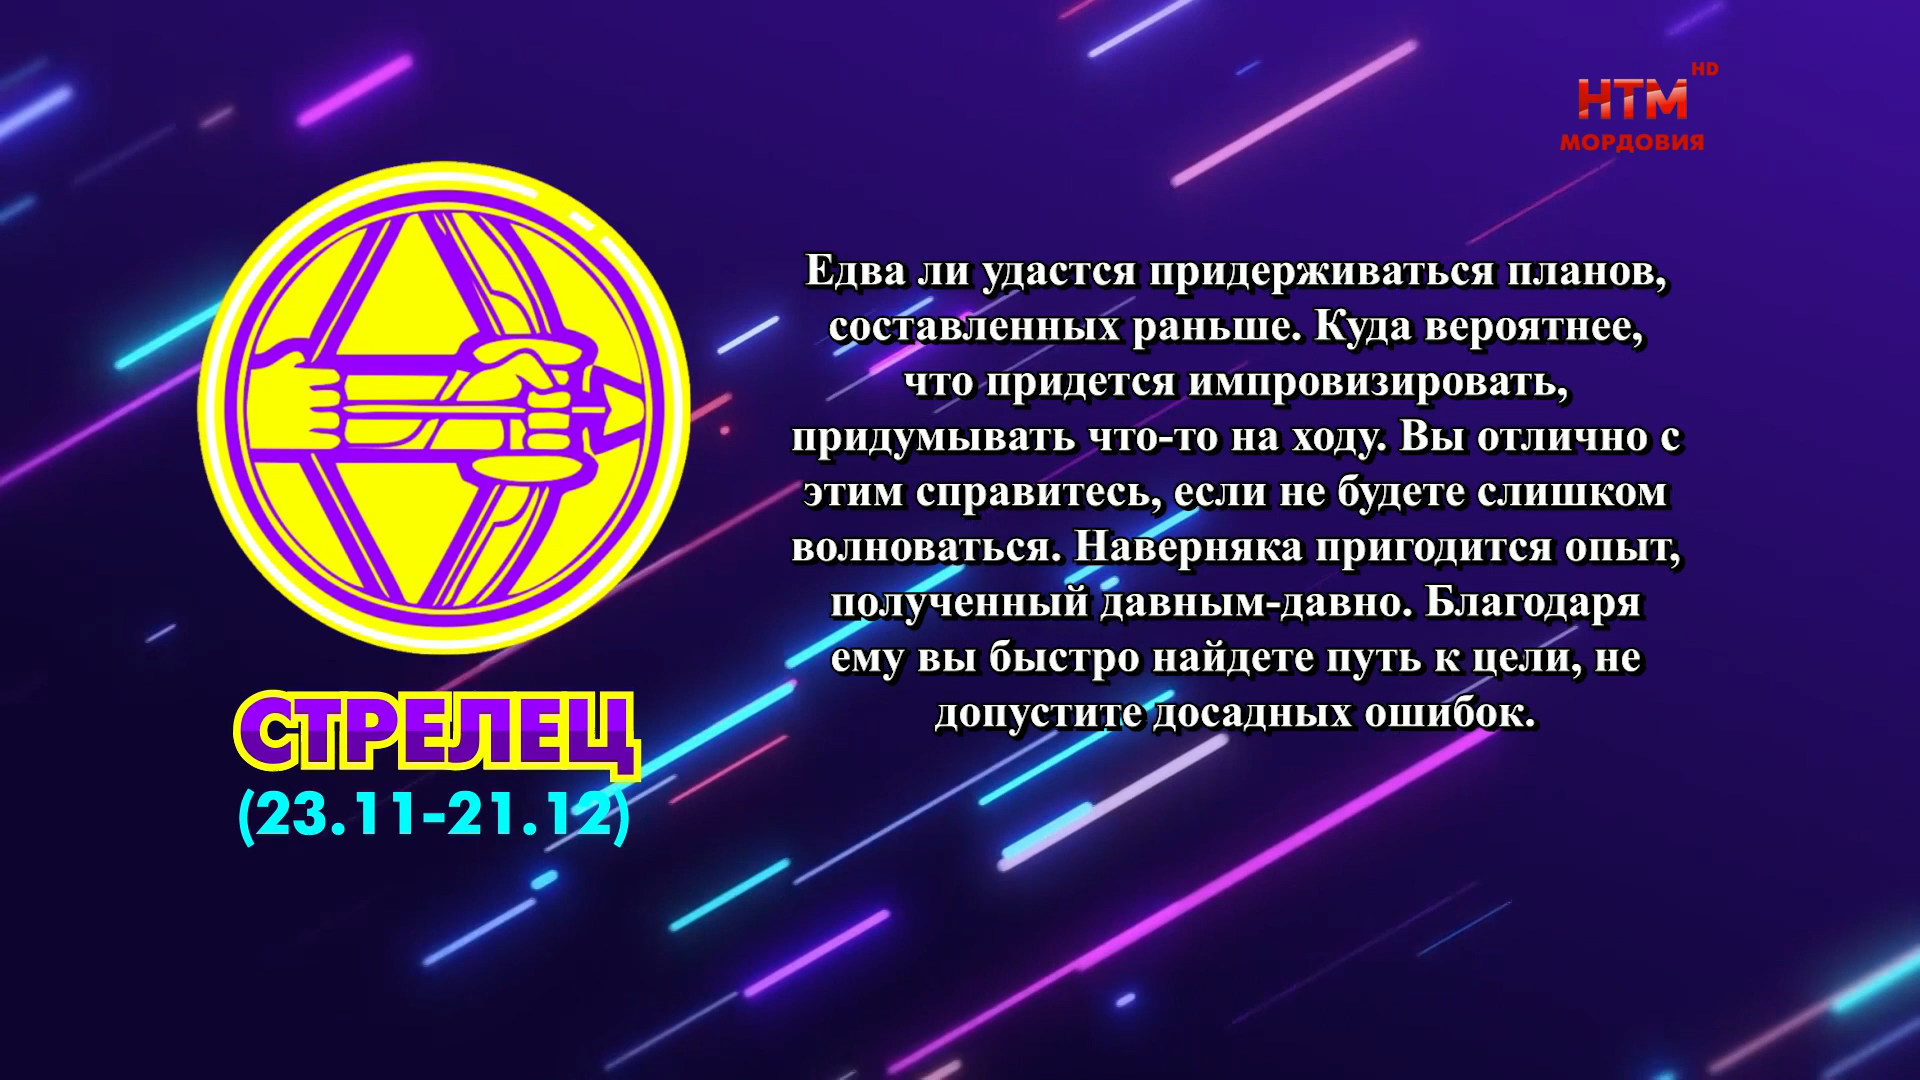 HD
НТМ
МОРДОВИЯ
Едва ли удастся придерживаться планов,
составленных раньше. Куда вероятнее,
что придется импровизировать,
придумывать что-то на ходу. Вы отлично с
этим справитесь, если не будете слишком
волноваться. Наверняка пригодится опыт,
полученный давным-давно. Благодаря
ему вы быстро найдете путь к цели, не
допустите досадных ошибок.
СТРЕЛЕЦ
(23.11-21.12)